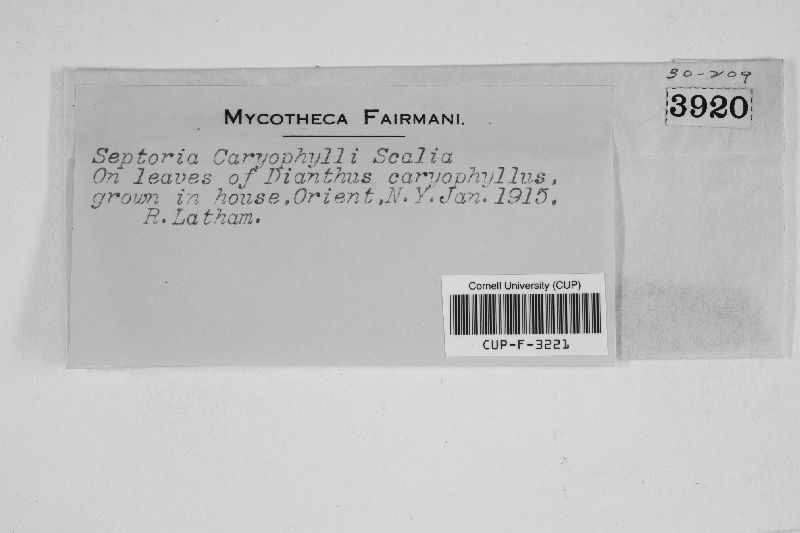 30-209
3920
MYCOTHECA FAIRMANI.
Septoria Caryophylli Scalia
On leaves of Dianthus caryophyllus,
grown in house, Orient, N. Y. Jan. 1915,
R. Latham.
Cornell University (CUP)
CUP-F-3221